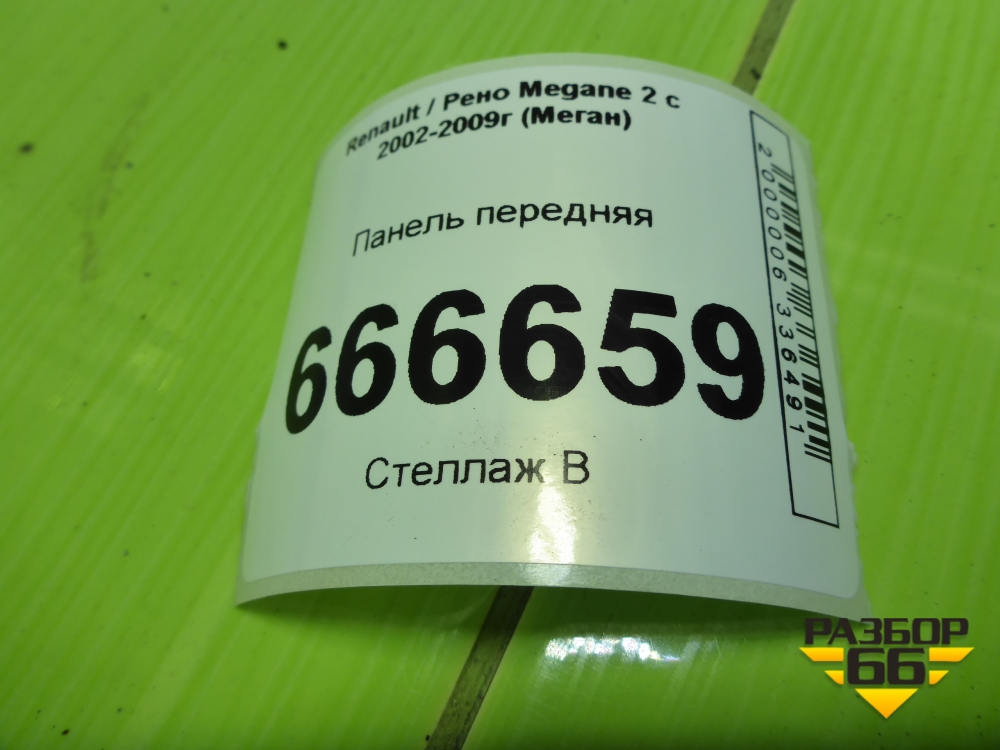 Renault / Рено Megane 2 с
2002-2009г (Меган)
Панель передняя
666659
Стеллаж В
2000006336491
РАЗБОР
66